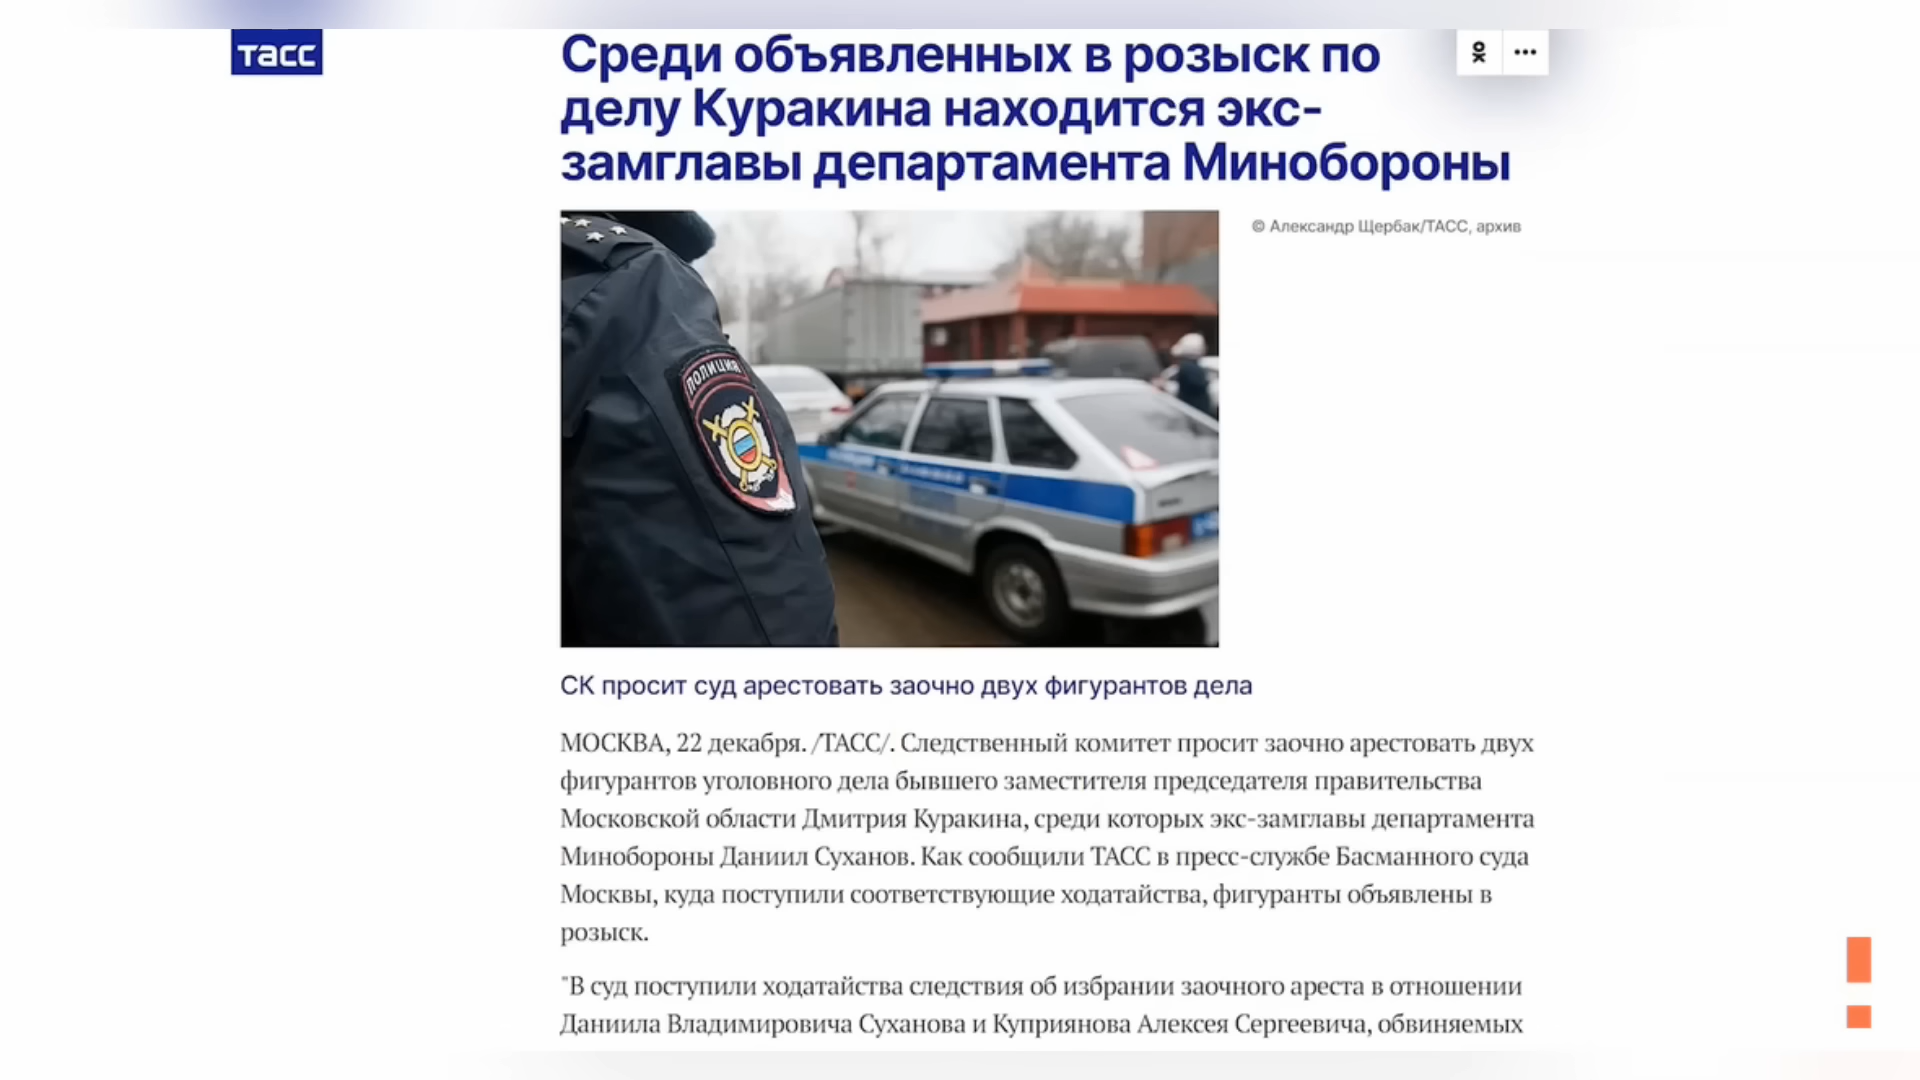 ТАСС
Среди объявленных в розыск по
делу Куракина находится экс-
замглавы департамента Минобороны
© Александр Щербак/ТАСС, архив
ПОЛИЦИЯ
СК просит суд арестовать заочно двух фигурантов дела
МОСКВА, 22 декабря. /ТАСС/. Следственный комитет просит заочно арестовать двух
фигурантов уголовного дела бывшего заместителя председателя правительства
Московской области Дмитрия Куракина, среди которых экс-замглавы департамента
Минобороны Даниил Суханов. Как сообщили ТАСС в пресс-службе Басманного суда
Москвы, куда поступили соответствующие ходатайства, фигуранты объявлены в
розыск.
"В суд поступили ходатайства следствия об избрании заочного ареста в отношении
Даниила Владимировича Суханова и Куприянова Алексея Сергеевича, обвиняемых